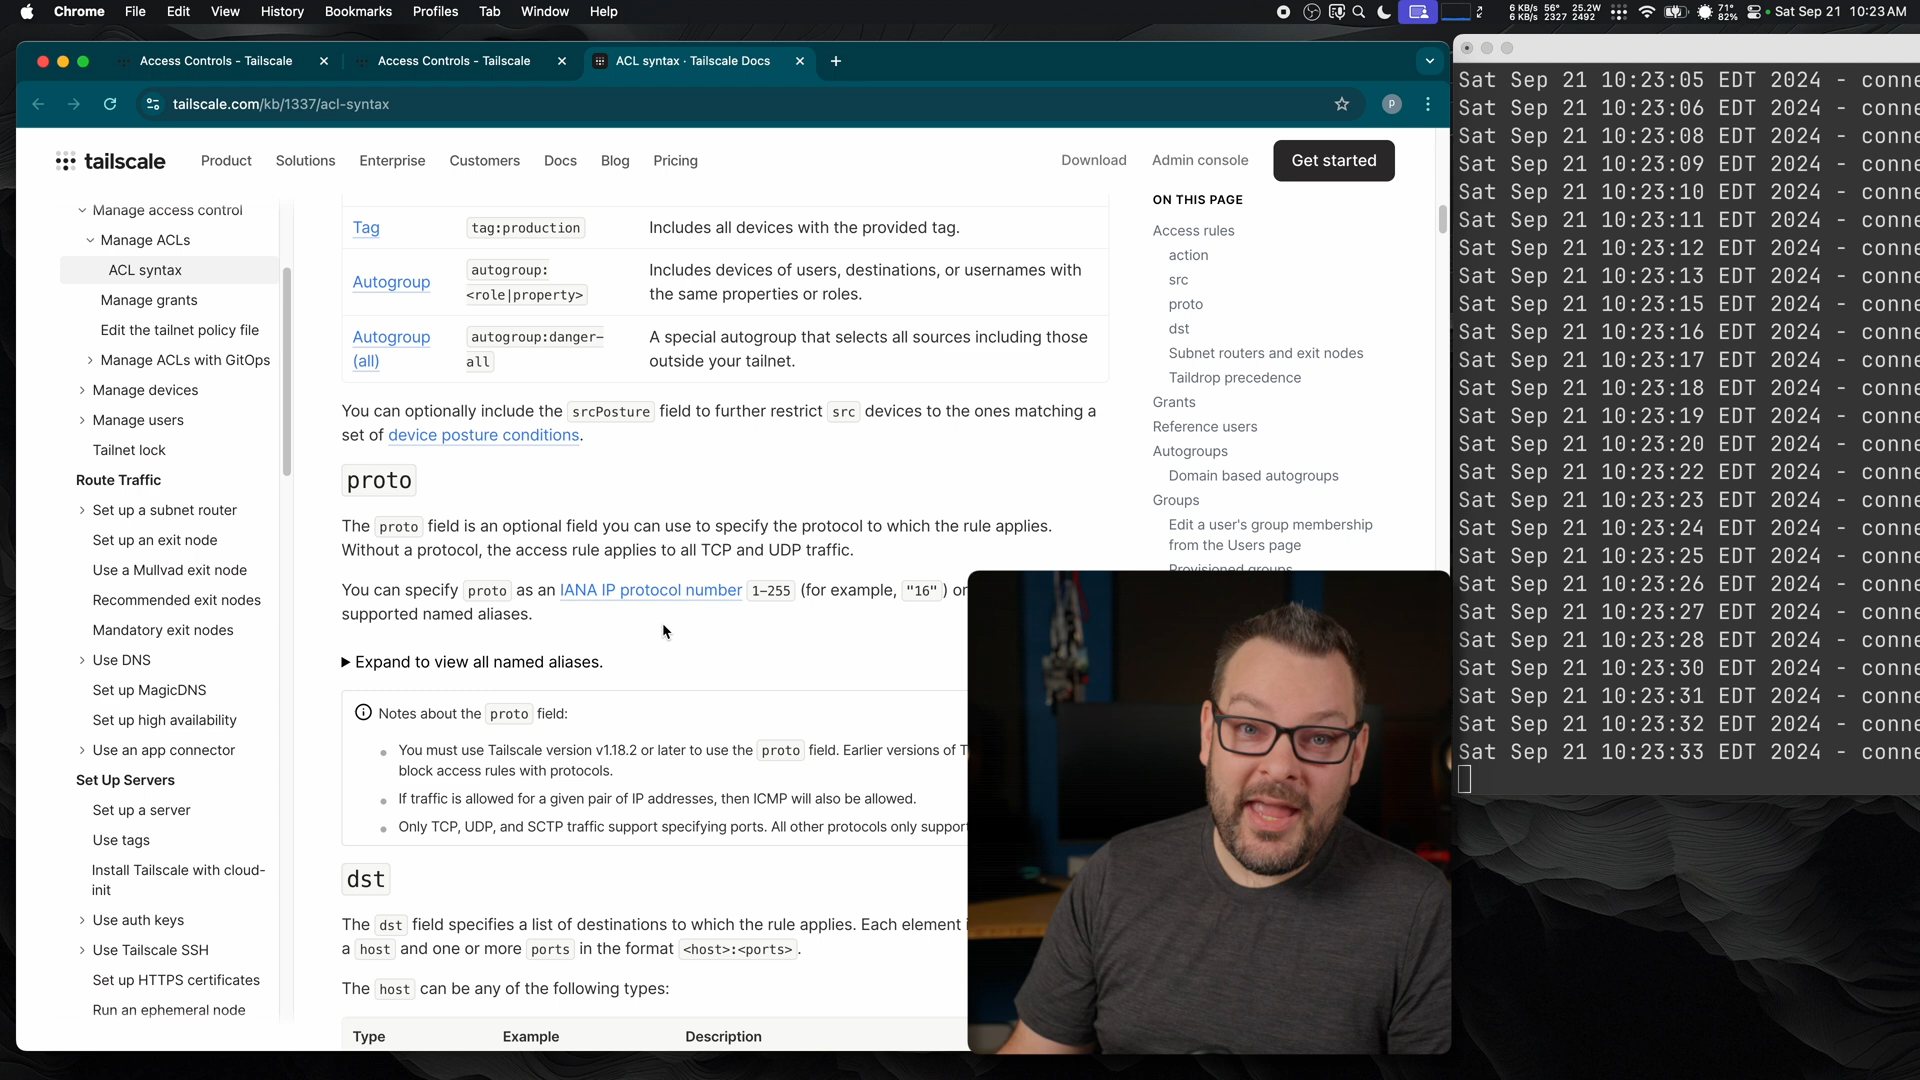 Chrome File Edit View History Bookmarks Profiles Tab Window Help
6 KB/s 56° 25.2W 71°
6 KB/s 2327 2492 82%
Sat Sep 21 10:23 AM
Access Controls - Tailscale
Access Controls - Tailscale
ACL syntax · Tailscale Docs
tailscale.com/kb/1337/acl-syntax
p
tailscale
Product Solutions Enterprise Customers Docs Blog Pricing
Download Admin console Get started
Manage access control
Manage ACLs
ACL syntax
Manage grants
Edit the tailnet policy file
Manage ACLs with GitOps
Manage devices
Manage users
Tailnet lock
Route Traffic
Set up a subnet router
Set up an exit node
Use a Mullvad exit node
Recommended exit nodes
Mandatory exit nodes
Use DNS
Set up MagicDNS
Set up high availability
Use an app connector
Set Up Servers
Set up a server
Use tags
Install Tailscale with cloud-
init
Use auth keys
Use Tailscale SSH
Set up HTTPS certificates
Run an ephemeral node
Tag tag:production Includes all devices with the provided tag.
Autogroup autogroup: Includes devices of users, destinations, or usernames with
<role|property> the same properties or roles.
Autogroup autogroup:danger- A special autogroup that selects all sources including those
(all) all outside your tailnet.
You can optionally include the srcPosture field to further restrict src devices to the ones matching a
set of device posture conditions.
proto
The proto field is an optional field you can use to specify the protocol to which the rule applies.
Without a protocol, the access rule applies to all TCP and UDP traffic.
You can specify proto as an IANA IP protocol number 1-255 (for example, "16") or
supported named aliases.
Expand to view all named aliases.
Notes about the proto field:
You must use Tailscale version v1.18.2 or later to use the proto field. Earlier versions of T
block access rules with protocols.
If traffic is allowed for a given pair of IP addresses, then ICMP will also be allowed.
Only TCP, UDP, and SCTP traffic support specifying ports. All other protocols only support
dst
The dst field specifies a list of destinations to which the rule applies. Each element i
a host and one or more ports in the format <host>:<ports>.
The host can be any of the following types:
Type Example Description
ON THIS PAGE
Access rules
action
src
proto
dst
Subnet routers and exit nodes
Taildrop precedence
Grants
Reference users
Autogroups
Domain based autogroups
Groups
Edit a user's group membership
from the Users page
Provisioned groups
Sat Sep 21 10:23:05 EDT 2024 - conne
Sat Sep 21 10:23:06 EDT 2024 - conne
Sat Sep 21 10:23:08 EDT 2024 - conne
Sat Sep 21 10:23:09 EDT 2024 - conne
Sat Sep 21 10:23:10 EDT 2024 - conne
Sat Sep 21 10:23:11 EDT 2024 - conne
Sat Sep 21 10:23:12 EDT 2024 - conne
Sat Sep 21 10:23:13 EDT 2024 - conne
Sat Sep 21 10:23:15 EDT 2024 - conne
Sat Sep 21 10:23:16 EDT 2024 - conne
Sat Sep 21 10:23:17 EDT 2024 - conne
Sat Sep 21 10:23:18 EDT 2024 - conne
Sat Sep 21 10:23:19 EDT 2024 - conne
Sat Sep 21 10:23:20 EDT 2024 - conne
Sat Sep 21 10:23:22 EDT 2024 - conne
Sat Sep 21 10:23:23 EDT 2024 - conne
Sat Sep 21 10:23:24 EDT 2024 - conne
Sat Sep 21 10:23:25 EDT 2024 - conne
Sat Sep 21 10:23:26 EDT 2024 - conne
Sat Sep 21 10:23:27 EDT 2024 - conne
Sat Sep 21 10:23:28 EDT 2024 - conne
Sat Sep 21 10:23:30 EDT 2024 - conne
Sat Sep 21 10:23:31 EDT 2024 - conne
Sat Sep 21 10:23:32 EDT 2024 - conne
Sat Sep 21 10:23:33 EDT 2024 - conne